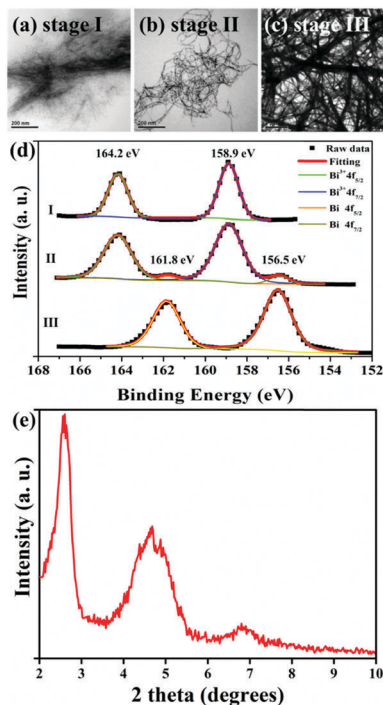 (a) stage I
(b) stage II
(c) stage III
200 nm
200 nm
200 nm
(d)
164.2 eV
158.9 eV
Raw data
Fitting
Bi³⁺ 4f₅/₂
Bi³⁺ 4f₇/₂
Bi 4f₅/₂
Bi 4f₇/₂
I
II
161.8 eV
156.5 eV
III
Intensity (a. u.)
168 166 164 162 160 158 156 154 152
Binding Energy (eV)
(e)
Intensity (a. u.)
2 3 4 5 6 7 8 9 10
2 theta (degrees)